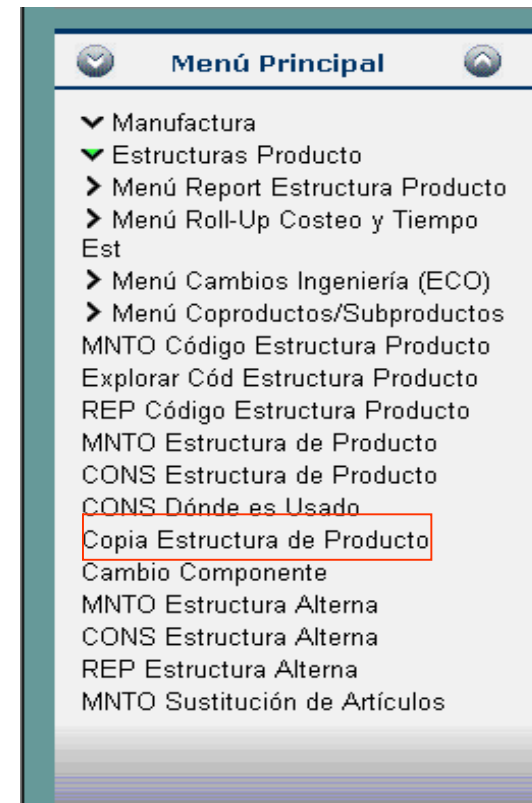 Menú Principal
Manufactura
Estructuras Producto
Menú Report Estructura Producto
Menú Roll-Up Costeo y Tiempo
Est
Menú Cambios Ingeniería (ECO)
Menú Coproductos/Subproductos
MNTO Código Estructura Producto
Explorar Cód Estructura Producto
REP Código Estructura Producto
MNTO Estructura de Producto
CONS Estructura de Producto
CONS Dónde es Usado
Copia Estructura de Producto
Cambio Componente
MNTO Estructura Alterna
CONS Estructura Alterna
REP Estructura Alterna
MNTO Sustitución de Artículos